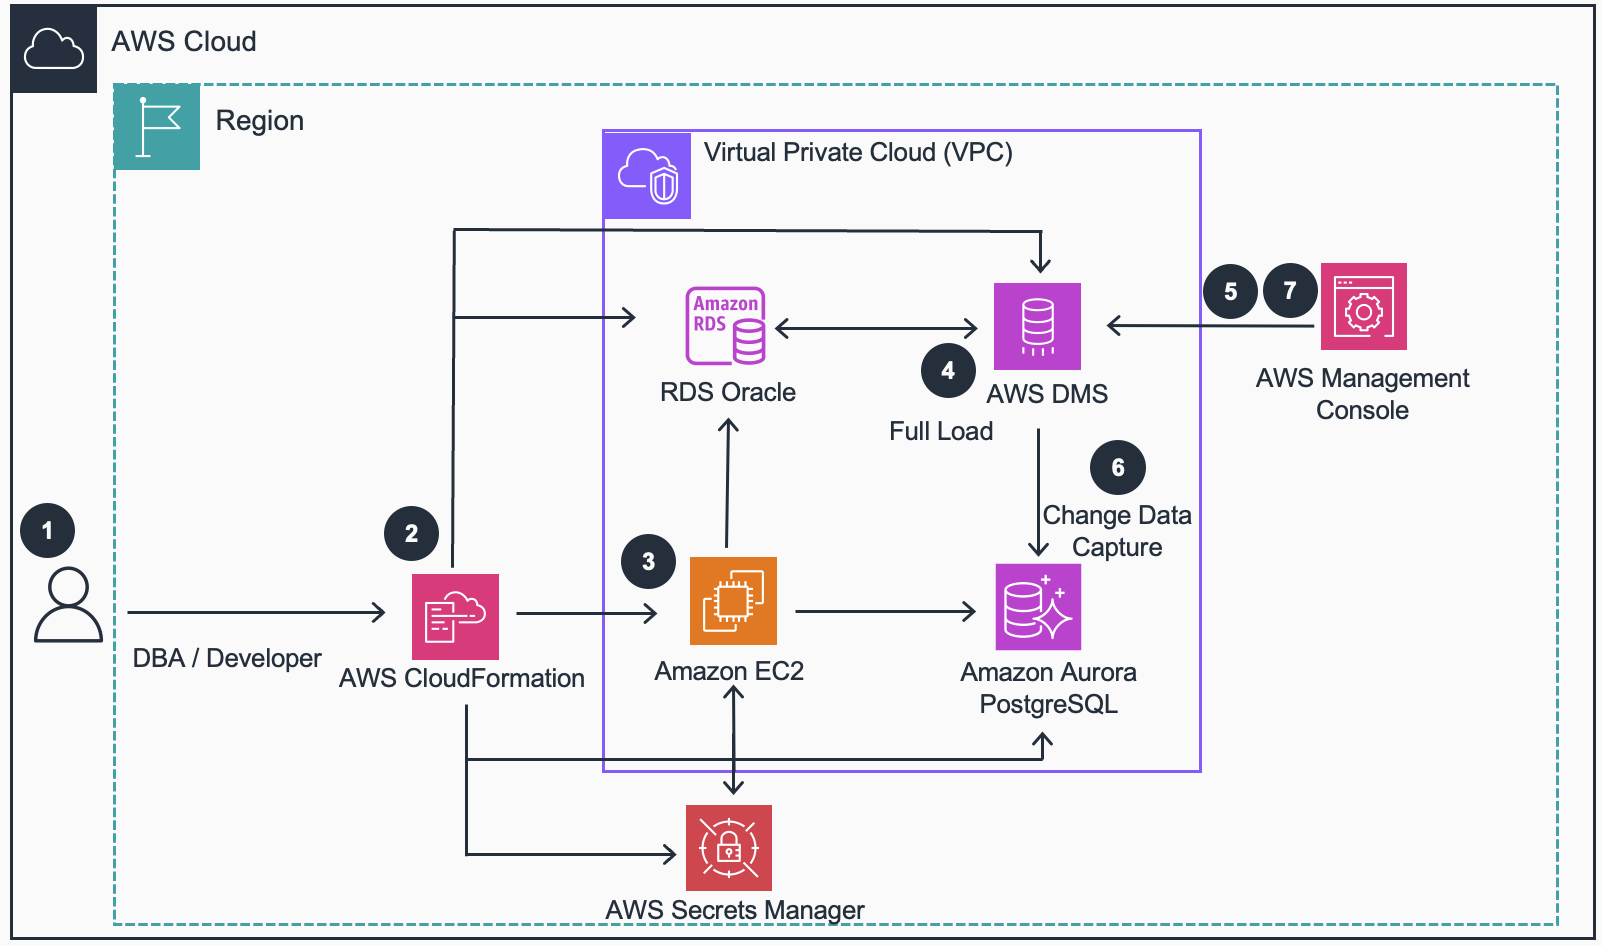 AWS Cloud
Region
Virtual Private Cloud (VPC)
Amazon
RDS
RDS Oracle
4
Full Load
AWS DMS
5
7
AWS Management
Console
6
Change Data
Capture
1
DBA / Developer
2
AWS CloudFormation
3
Amazon EC2
Amazon Aurora
PostgreSQL
AWS Secrets Manager